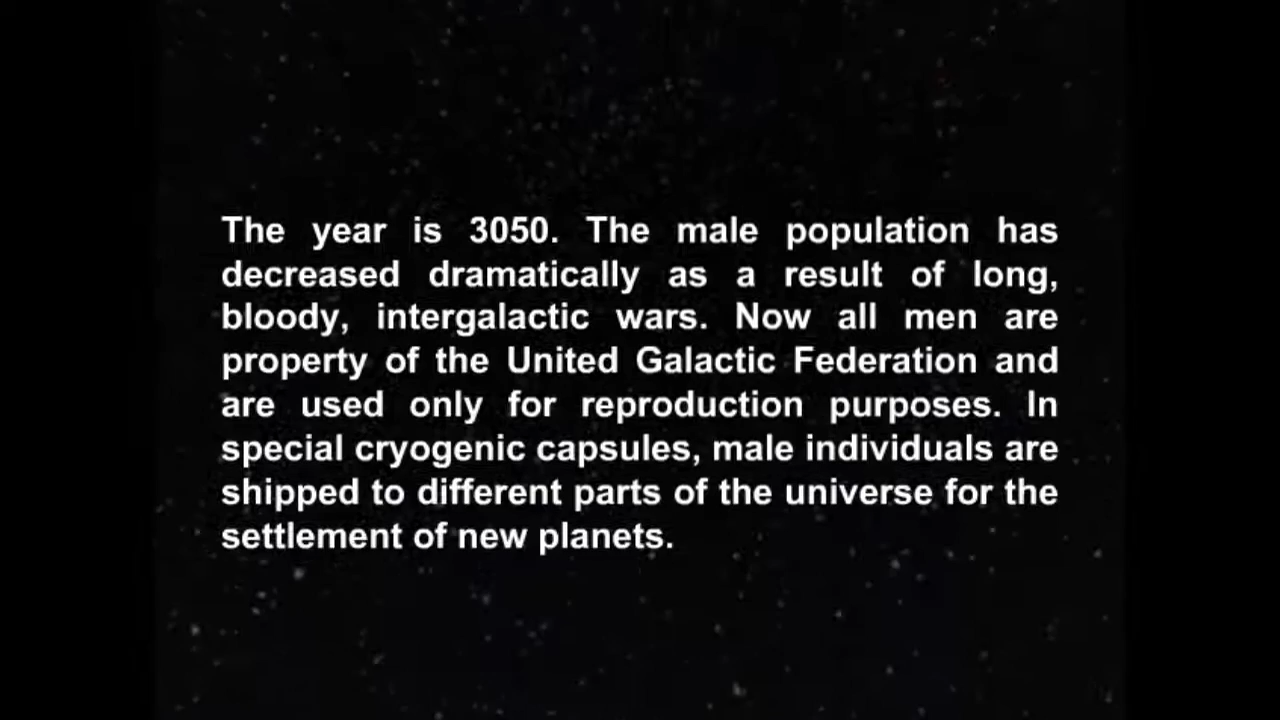 The year is 3050. The male population has
decreased dramatically as a result of long,
bloody, intergalactic wars. Now all men are
property of the United Galactic Federation and
are used only for reproduction purposes. In
special cryogenic capsules, male individuals are
shipped to different parts of the universe for the
settlement of new planets.